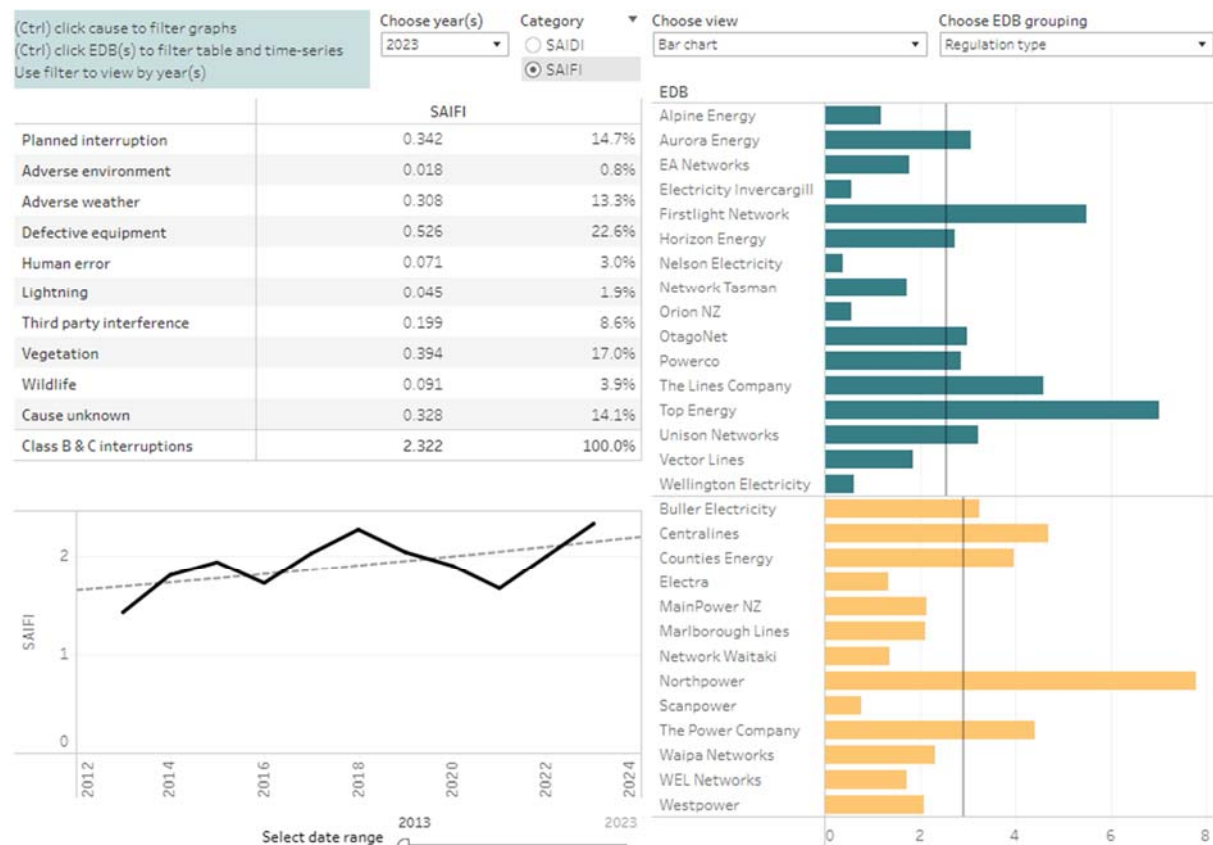 (Ctrl) click cause to filter graphs
(Ctrl) click EDB(s) to filter table and time-series
Use filter to view by year(s)
Choose year(s)
2023
Category
SAIDI
SAIFI
Choose view
Bar chart
Choose EDB grouping
Regulation type
SAIFI
Planned interruption 0.342 14.7%
Adverse environment 0.018 0.8%
Adverse weather 0.308 13.3%
Defective equipment 0.526 22.6%
Human error 0.071 3.0%
Lightning 0.045 1.9%
Third party interference 0.199 8.6%
Vegetation 0.394 17.0%
Wildlife 0.091 3.9%
Cause unknown 0.328 14.1%
Class B & C interruptions 2.322 100.0%
SAIFI
2
1
0
2012 2014 2016 2018 2020 2022 2024
2013 2023
Select date range
EDB
Alpine Energy
Aurora Energy
EA Networks
Electricity Invercargill
Firstlight Network
Horizon Energy
Nelson Electricity
Network Tasman
Orion NZ
OtagoNet
Powerco
The Lines Company
Top Energy
Unison Networks
Vector Lines
Wellington Electricity
Buller Electricity
Centralines
Counties Energy
Electra
MainPower NZ
Marlborough Lines
Network Waitaki
Northpower
Scanpower
The Power Company
Waipa Networks
WEL Networks
Westpower
0 2 4 6 8